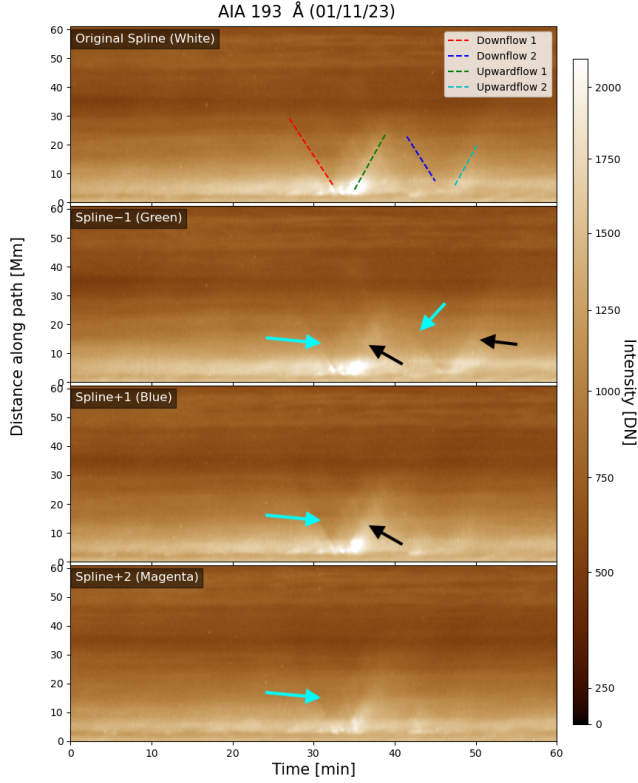 AIA 193 Å (01/11/23)
Original Spline (White)
Downflow 1
Downflow 2
Upwardflow 1
Upwardflow 2
60
50
40
30
20
10
0
Spline−1 (Green)
60
50
40
30
20
10
0
Spline+1 (Blue)
60
50
40
30
20
10
0
Spline+2 (Magenta)
60
50
40
30
20
10
0
0 10 20 30 40 50 60
Time [min]
Distance along path [Mm]
2000
1750
1500
1250
1000
750
500
250
0
Intensity [DN]